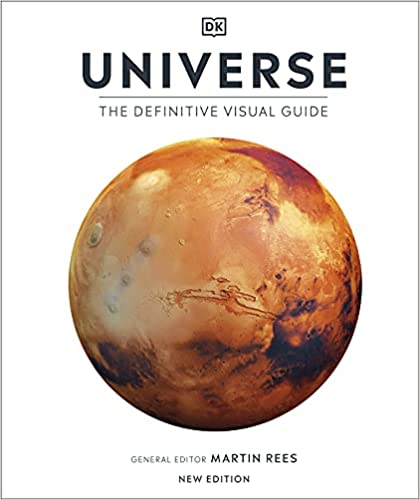 DK
UNIVERSE
THE DEFINITIVE VISUAL GUIDE
GENERAL EDITOR MARTIN REES
NEW EDITION